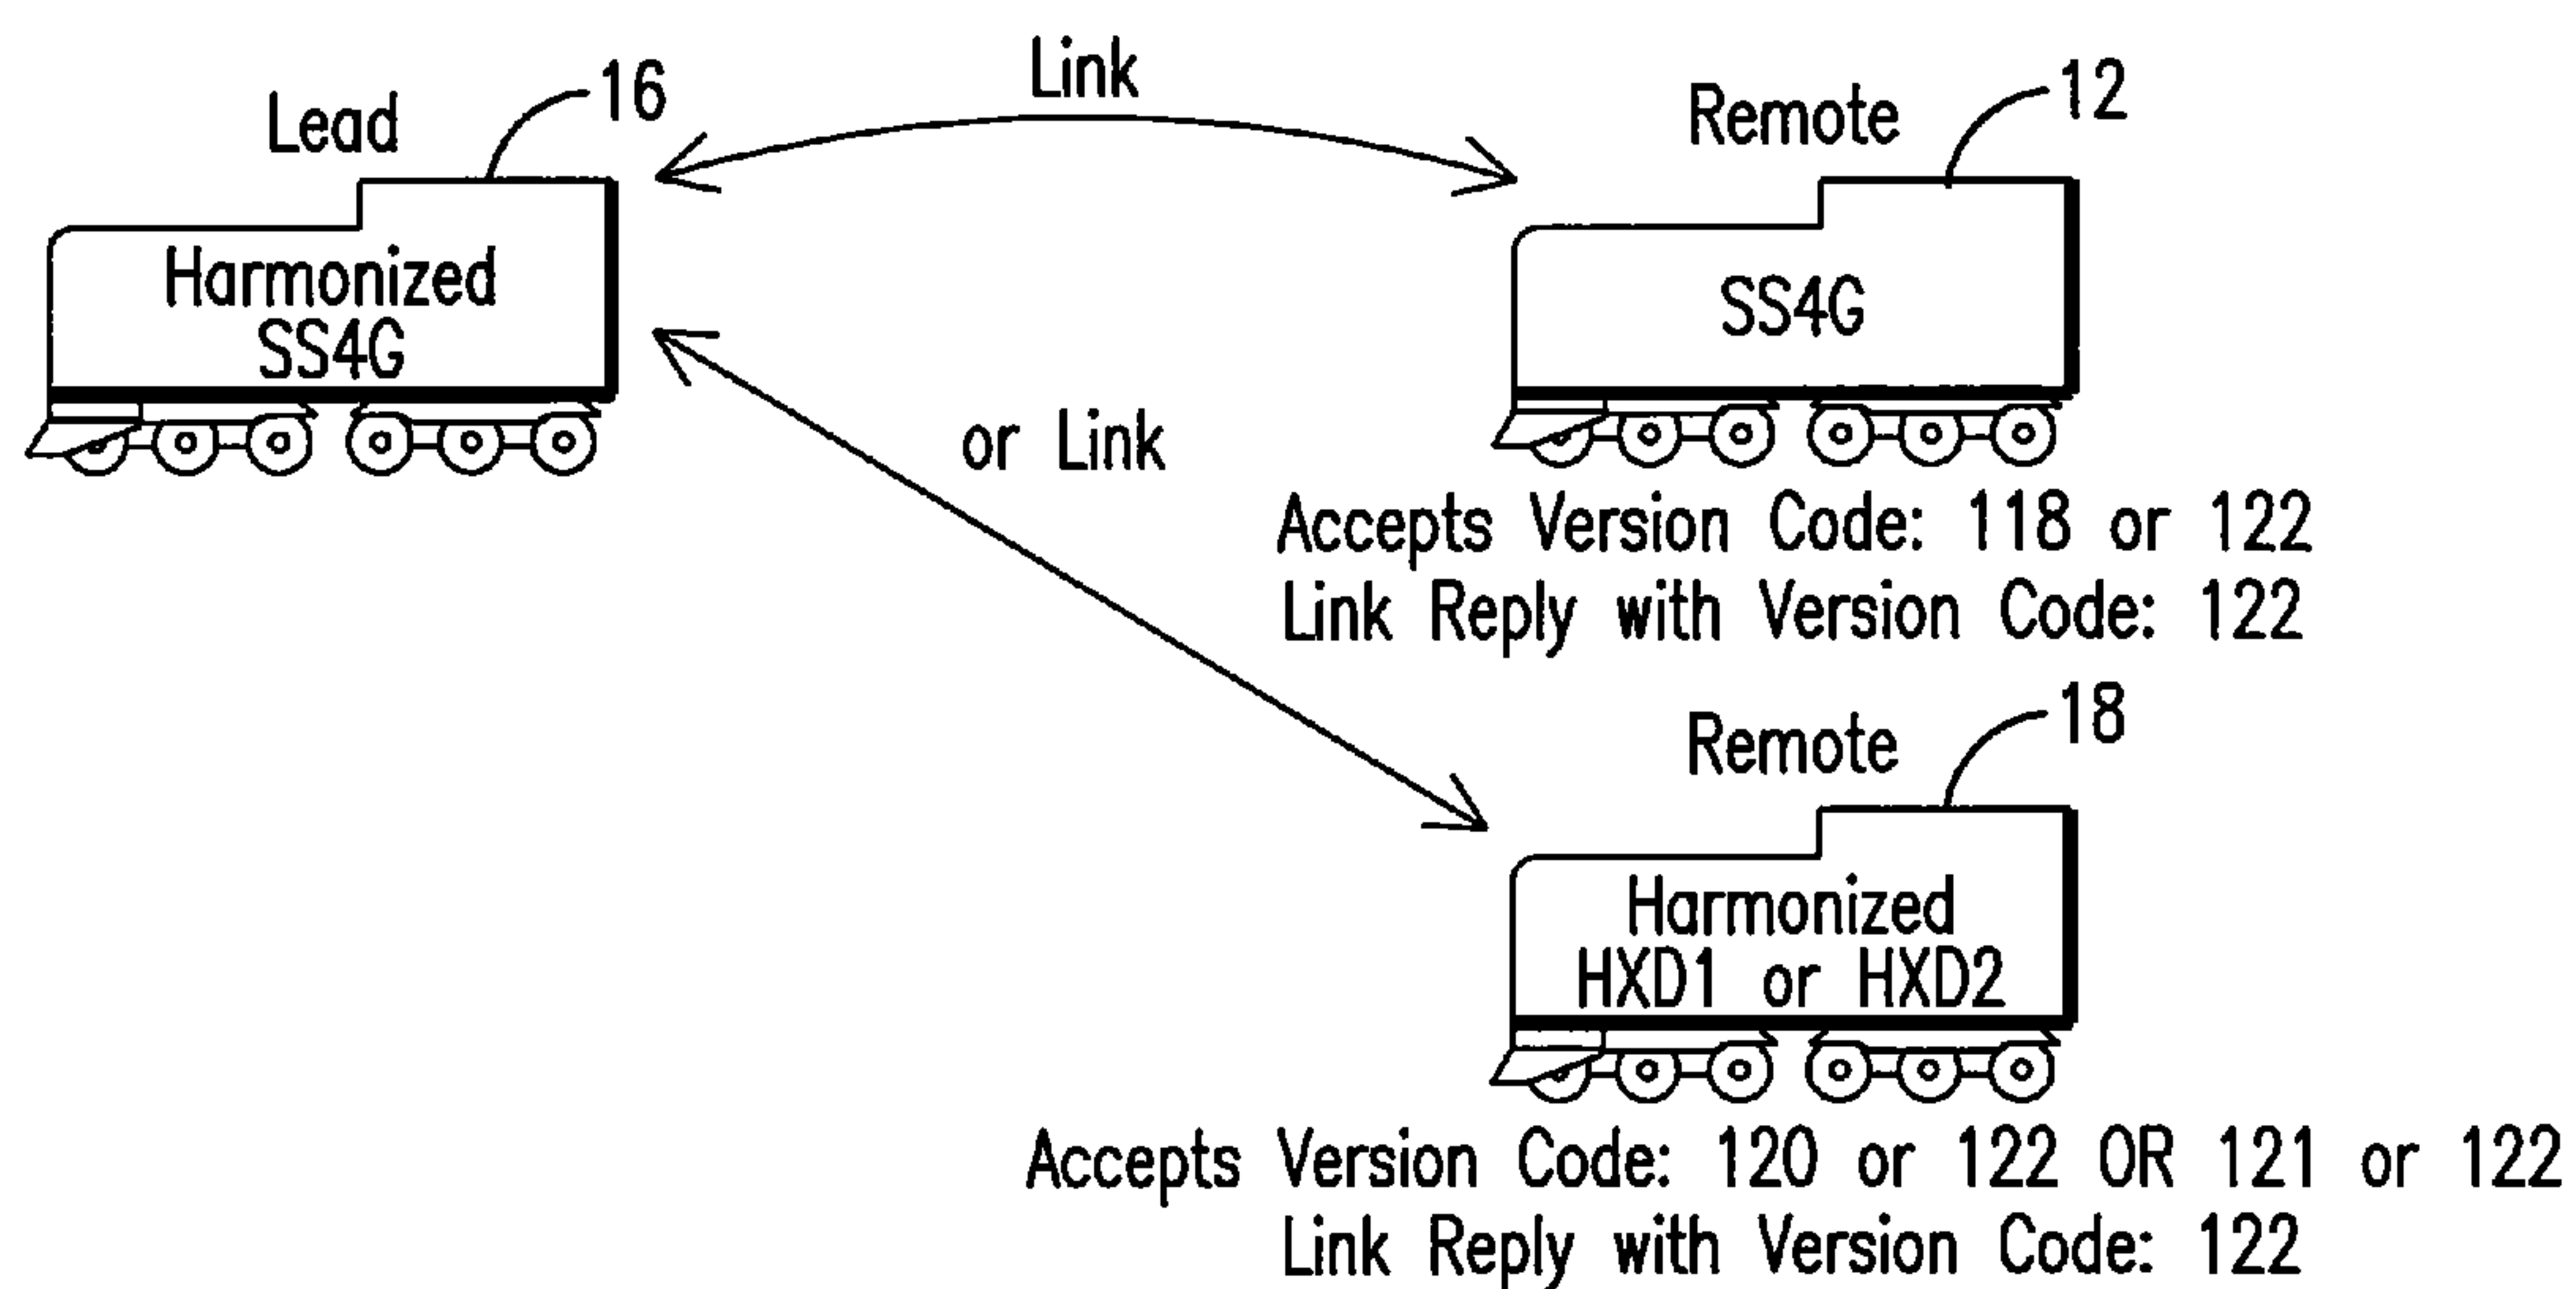 Link
Lead
16
Remote
12
Harmonized
SS4G
SS4G
or Link
Accepts Version Code: 118 or 122
Link Reply with Version Code: 122
Remote
18
Harmonized
HXD1 or HXD2
Accepts Version Code: 120 or 122 OR 121 or 122
Link Reply with Version Code: 122